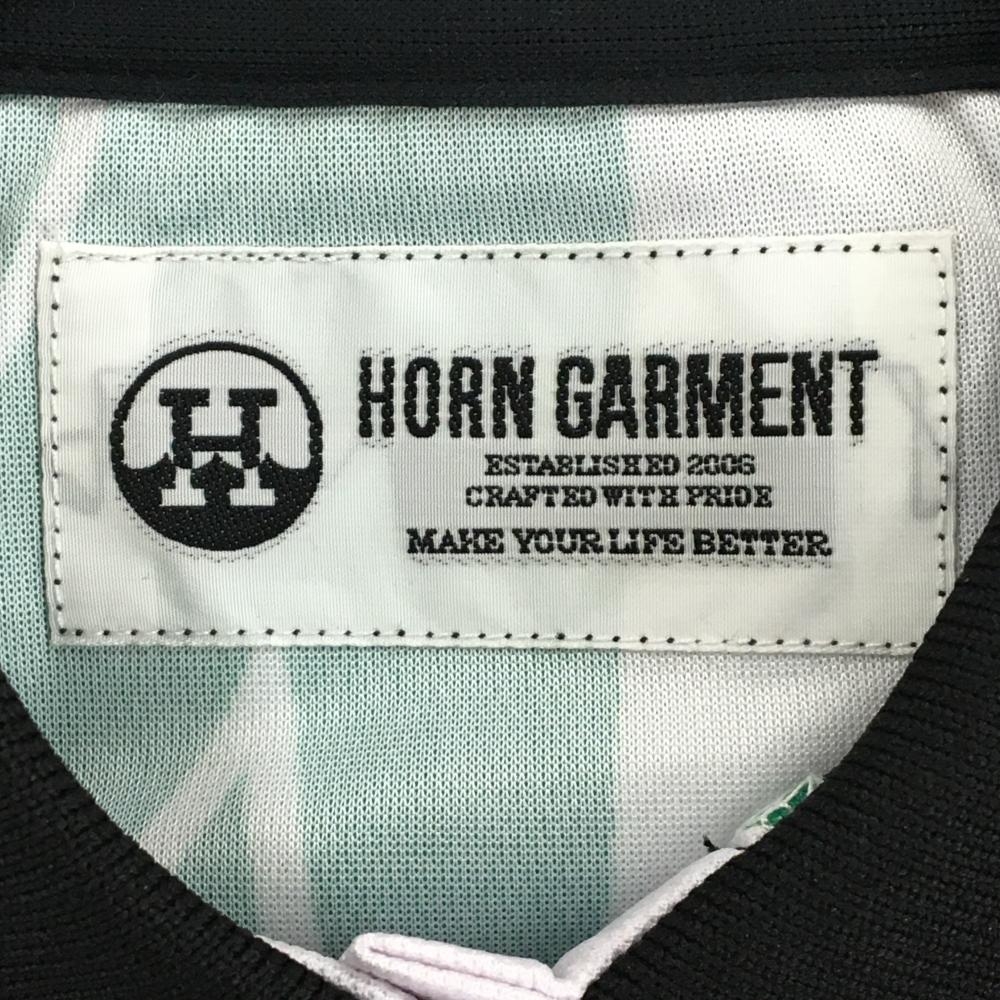 H
HORN GARMENT
ESTABLISHED 2006
CRAFTED WITH PRIDE
MAKE YOUR LIFE BETTER